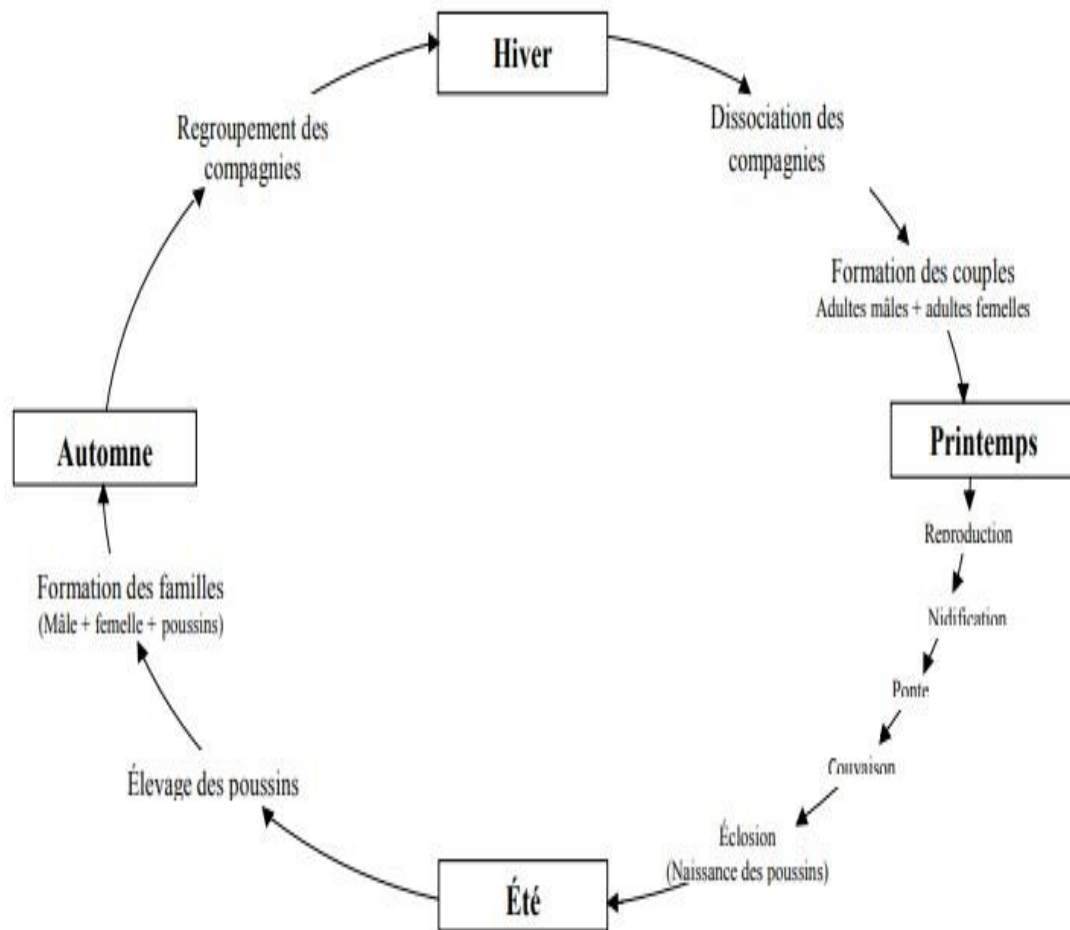 Hiver
Dissociation des
compagnies
Formation des couples
Adultes mâles + adultes femelles
Printemps
Reproduction
Nidification
Ponte
Couvaison
Éclosion
(Naissance des poussins)
Été
Élevage des poussins
Formation des familles
(Mâle + femelle + poussins)
Automne
Regroupement des
compagnies